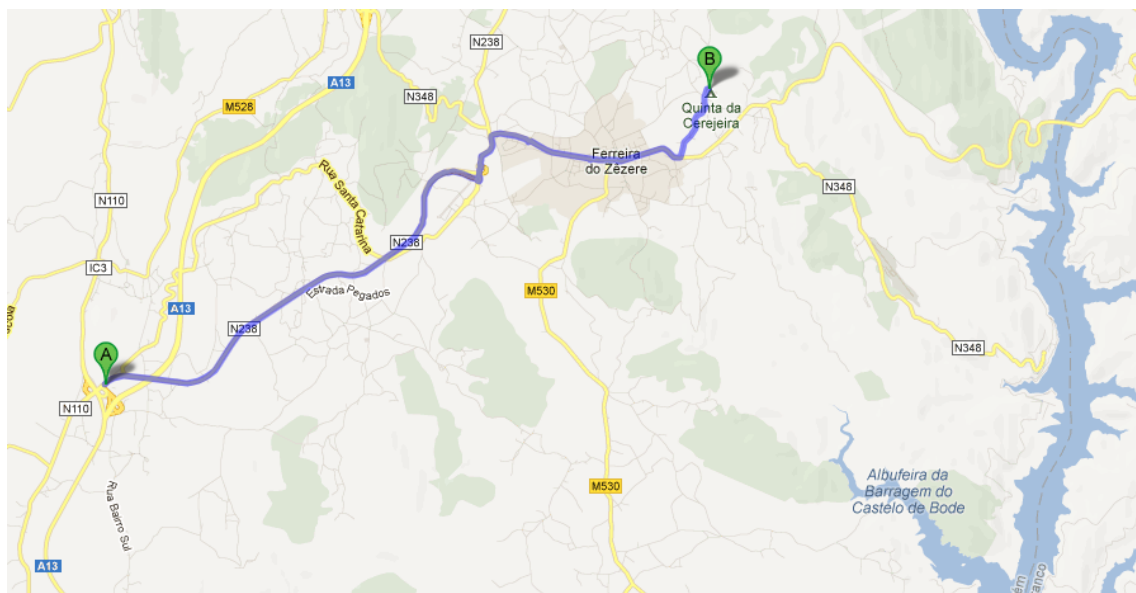 N238
B
A13
N348
M528
Quinta da
Cerejeira
Ferreira
do Zêzere
Rua Santa Catarina
N348
N110
N238
IC3
Estrada Pegados
M530
A13
N238
N348
A
N110
Albufeira da
Barragem do
Castelo de Bode
M530
Rua Bairro Sul
A13